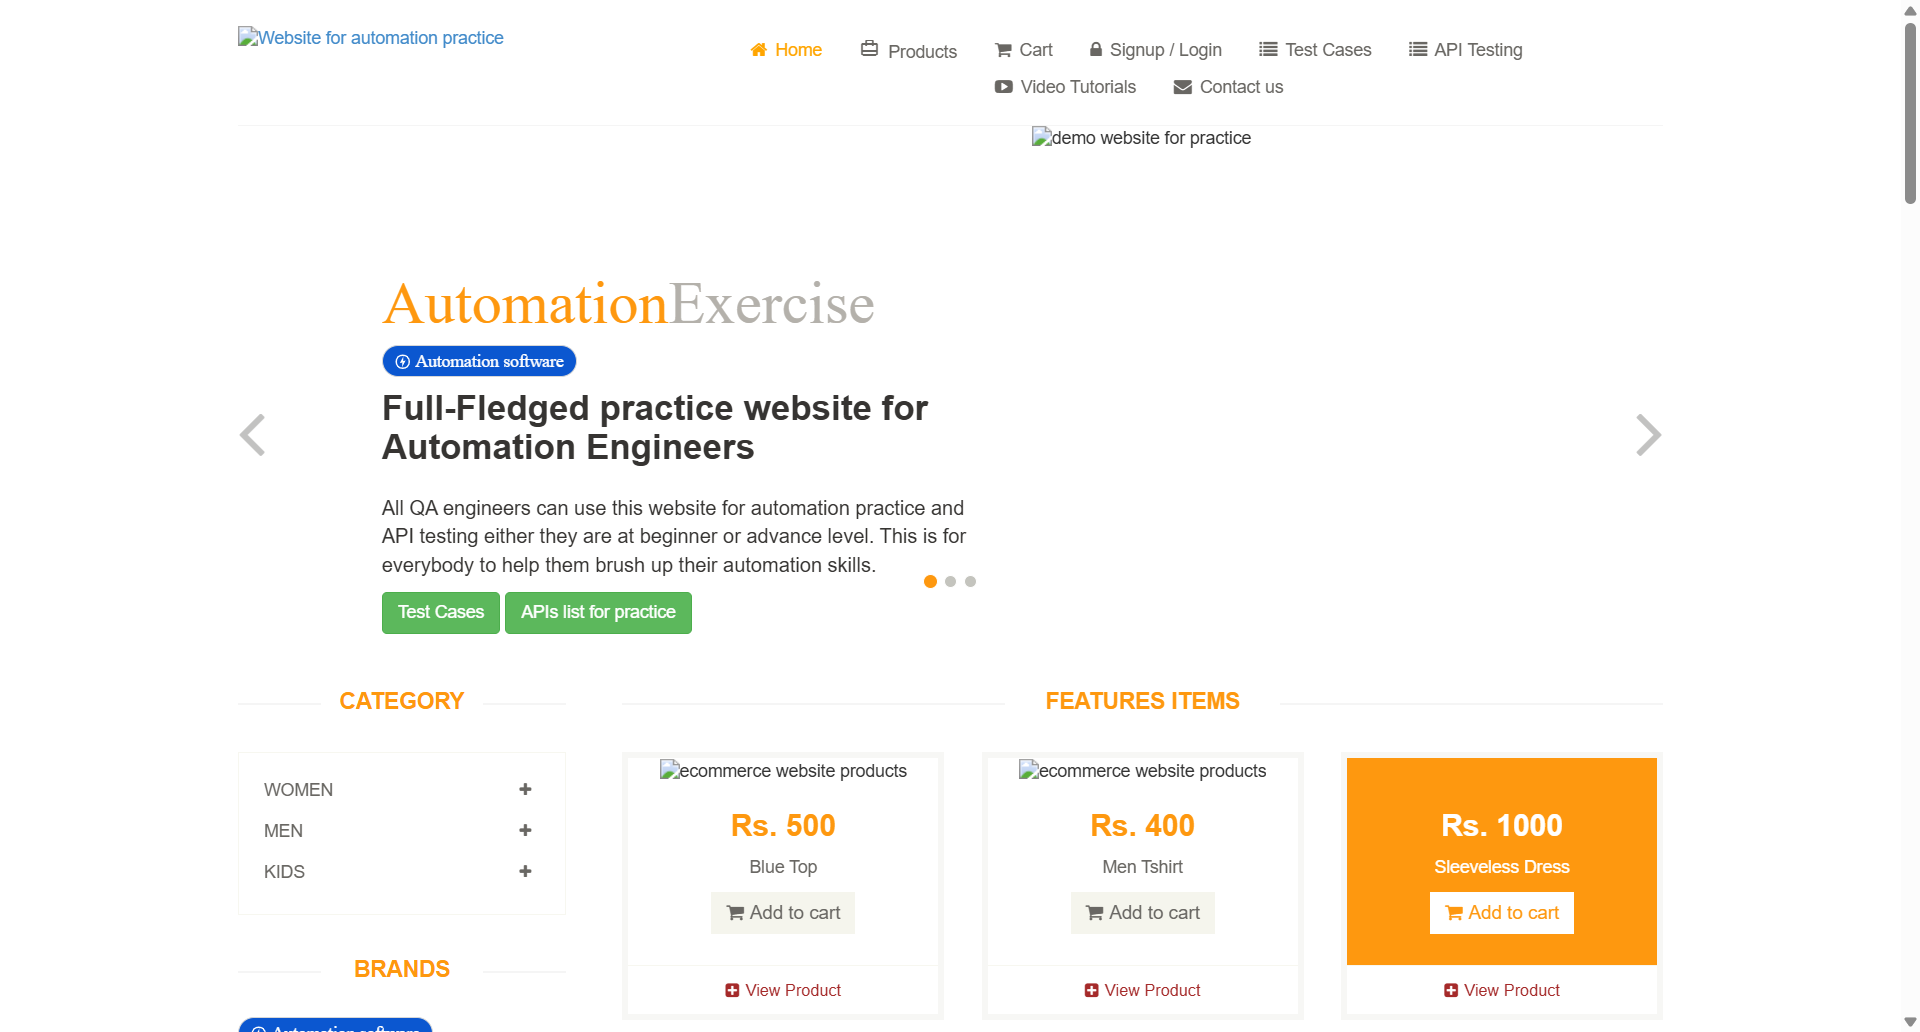 Website for automation practice
Home
Products
Cart
Signup / Login
Test Cases
API Testing
Video Tutorials
Contact us
demo website for practice
AutomationExercise
Automation software
Full-Fledged practice website for
Automation Engineers
All QA engineers can use this website for automation practice and
API testing either they are at beginner or advance level. This is for
everybody to help them brush up their automation skills.
Test Cases
APIs list for practice
CATEGORY
WOMEN
MEN
KIDS
BRANDS
Automation software
FEATURES ITEMS
ecommerce website products
Rs. 500
Blue Top
Add to cart
View Product
ecommerce website products
Rs. 400
Men Tshirt
Add to cart
View Product
Rs. 1000
Sleeveless Dress
Add to cart
View Product